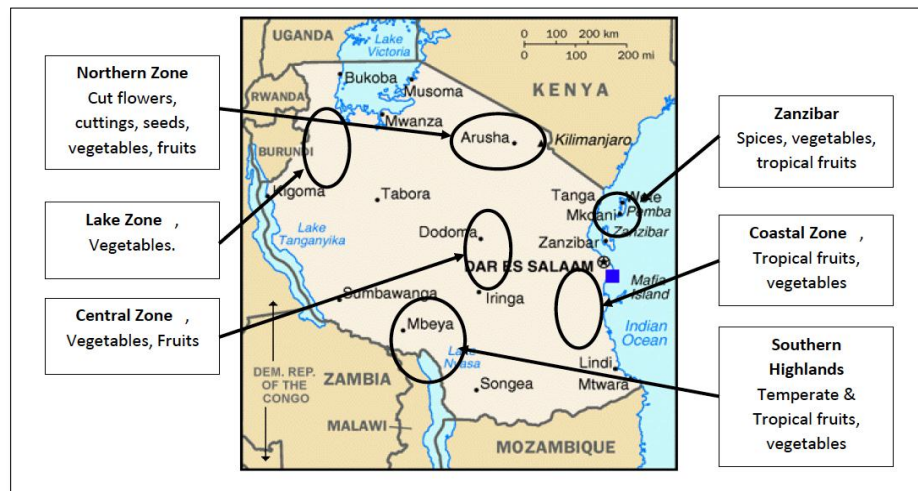 Northern Zone
Cut flowers,
cuttings, seeds,
vegetables, fruits
Lake Zone ,
Vegetables.
Central Zone ,
Vegetables, Fruits
UGANDA
Lake
Victoria
0 100 200 km
0 100 200 mi
Bukoba
Musoma
RWANDA
KENYA
Mwanza
Arusha
Kilimanjaro
BURUNDI
Kigoma
Tabora
Tanga
Wete
Mkoani
Pemba
Lake
Tanganyika
Dodoma
Zanzibar
Zanzibar
DAR ES SALAAM
Mafia
Island
Sumbawanga
Iringa
Mbeya
Indian
Ocean
Lake
Nyasa
Lindi
Mtwara
DEM. REP.
OF THE
CONGO
ZAMBIA
Songea
MALAWI
MOZAMBIQUE
Zanzibar
Spices, vegetables,
tropical fruits
Coastal Zone ,
Tropical fruits,
vegetables
Southern
Highlands
Temperate &
Tropical fruits,
vegetables